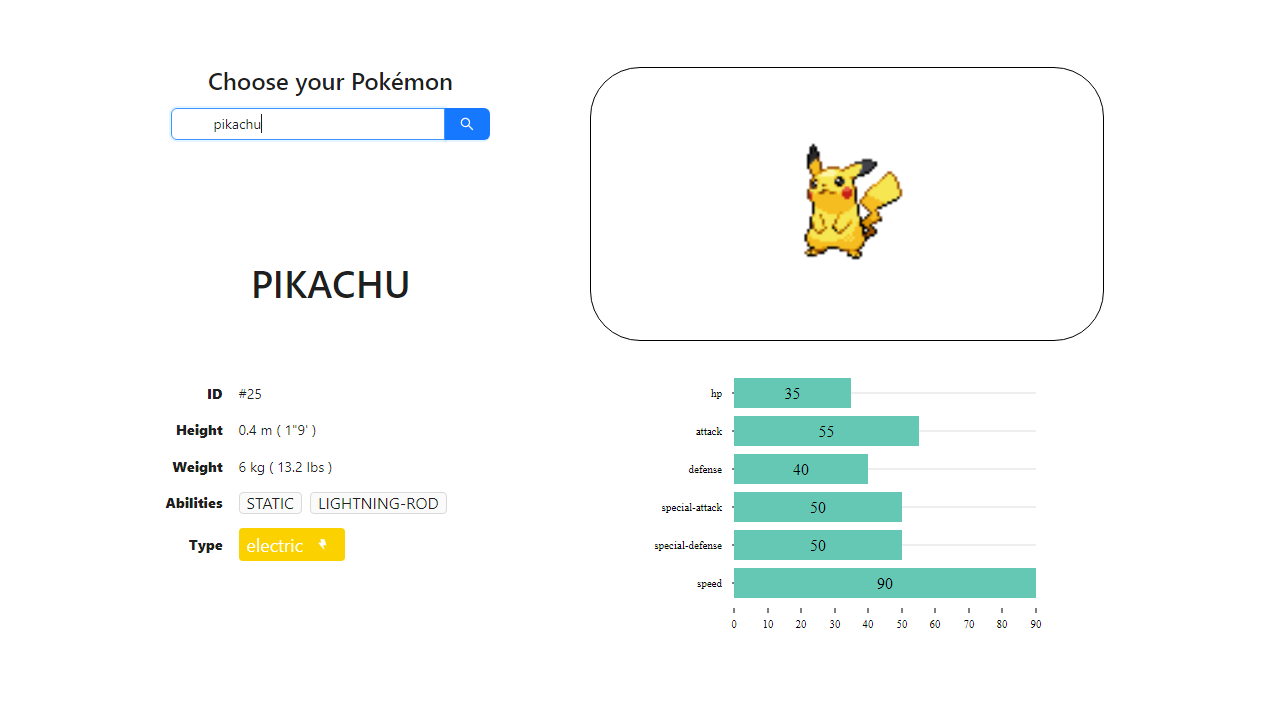 Choose your Pokémon
pikachu
PIKACHU
ID #25
Height 0.4 m ( 1"9' )
Weight 6 kg ( 13.2 lbs )
Abilities STATIC LIGHTNING-ROD
Type electric
hp 35
attack 55
defense 40
special-attack 50
special-defense 50
speed 90
0 10 20 30 40 50 60 70 80 90